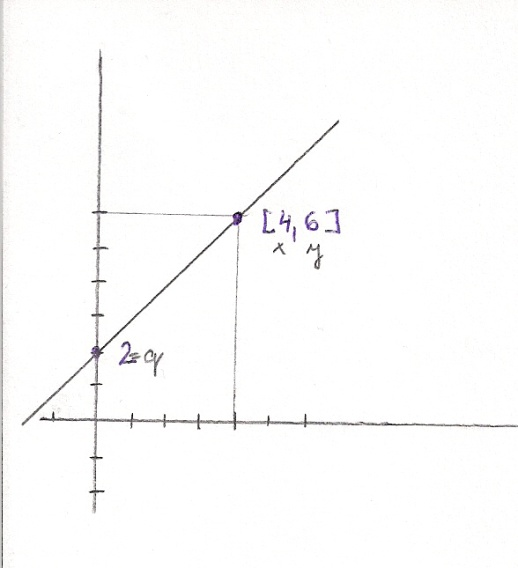 [4, 6]
x y
2=q